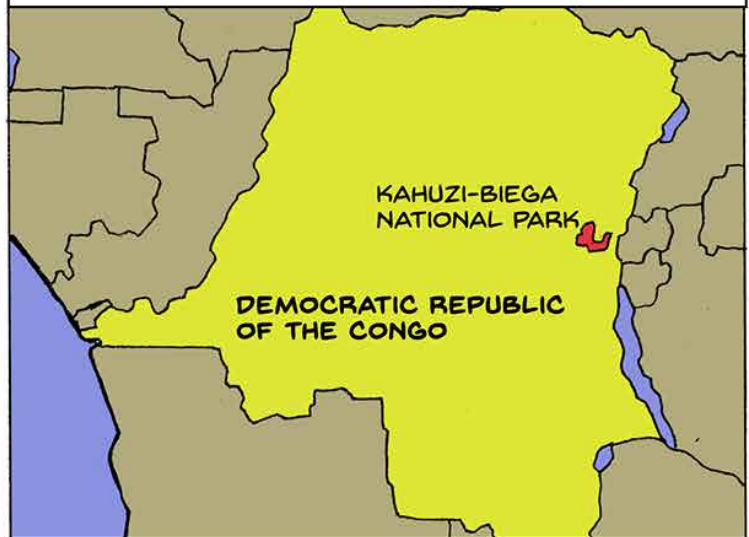 KAHUZI-BIEGA
NATIONAL PARK
DEMOCRATIC REPUBLIC
OF THE CONGO